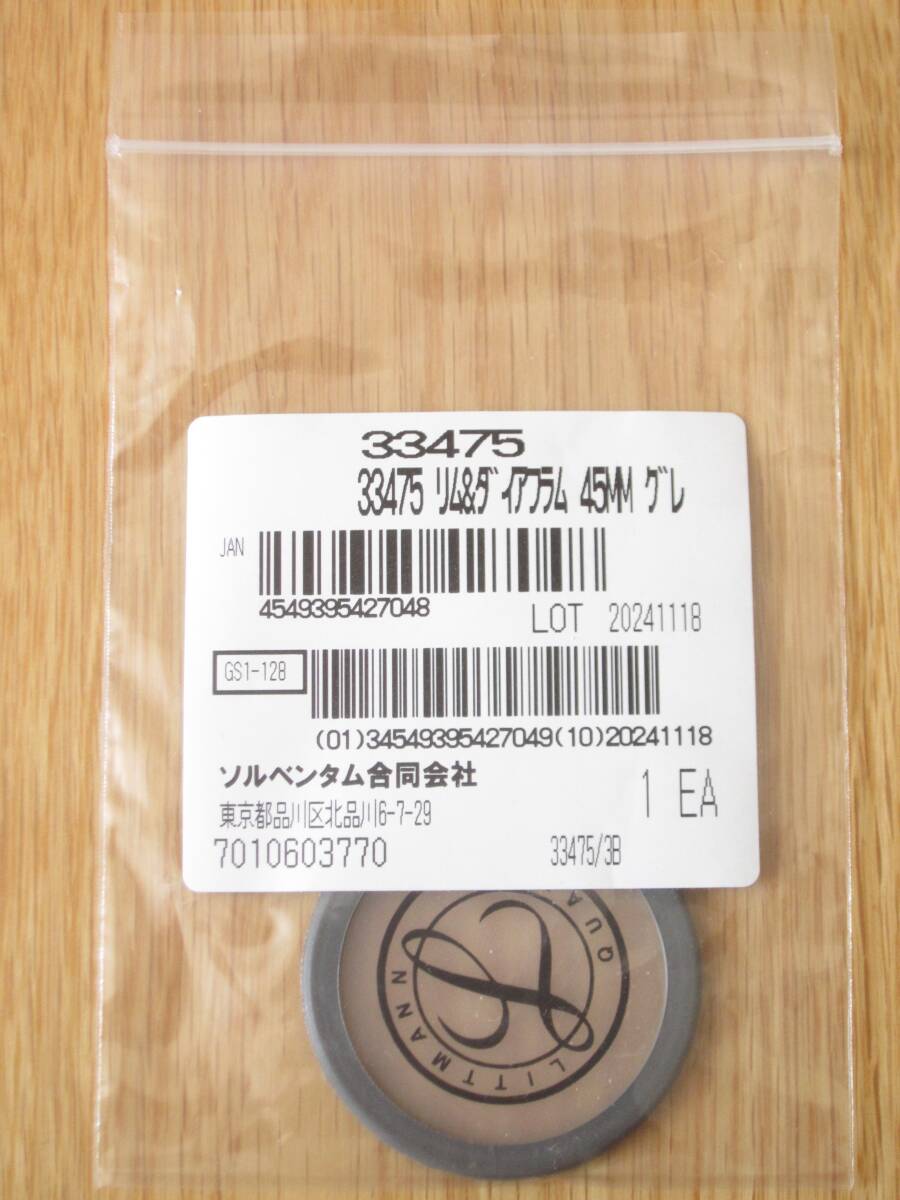 33475
33475 ﾘﾑ&ﾀﾞｲｱﾌﾗﾑ 45MM ｸﾞﾚ
JAN
4549395427048
LOT 20241118
GS1-128
(01)34549395427049(10)20241118
ソルベンタム合同会社
1 EA
東京都品川区北品川6-7-29
7010603770
33475/3B
LITTMANN
QUA